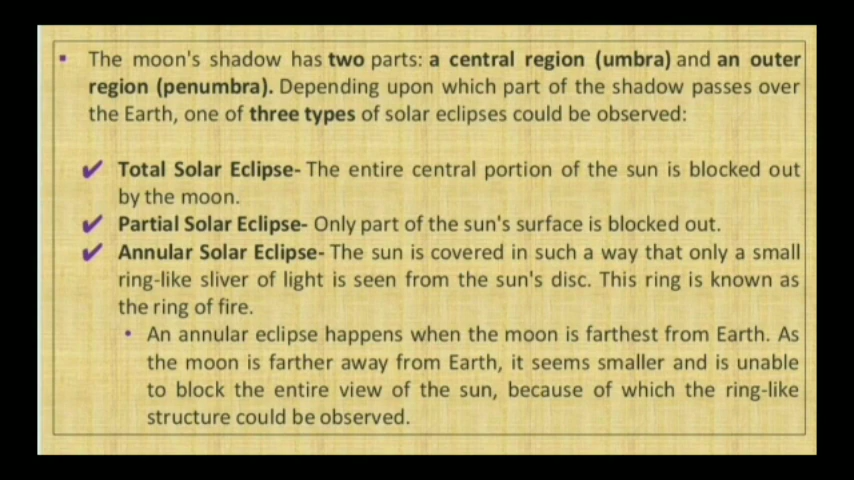 ▪ The moon's shadow has two parts: a central region (umbra) and an outer
region (penumbra). Depending upon which part of the shadow passes over
the Earth, one of three types of solar eclipses could be observed:
✔ Total Solar Eclipse- The entire central portion of the sun is blocked out
by the moon.
✔ Partial Solar Eclipse- Only part of the sun's surface is blocked out.
✔ Annular Solar Eclipse- The sun is covered in such a way that only a small
ring-like sliver of light is seen from the sun's disc. This ring is known as
the ring of fire.
• An annular eclipse happens when the moon is farthest from Earth. As
the moon is farther away from Earth, it seems smaller and is unable
to block the entire view of the sun, because of which the ring-like
structure could be observed.